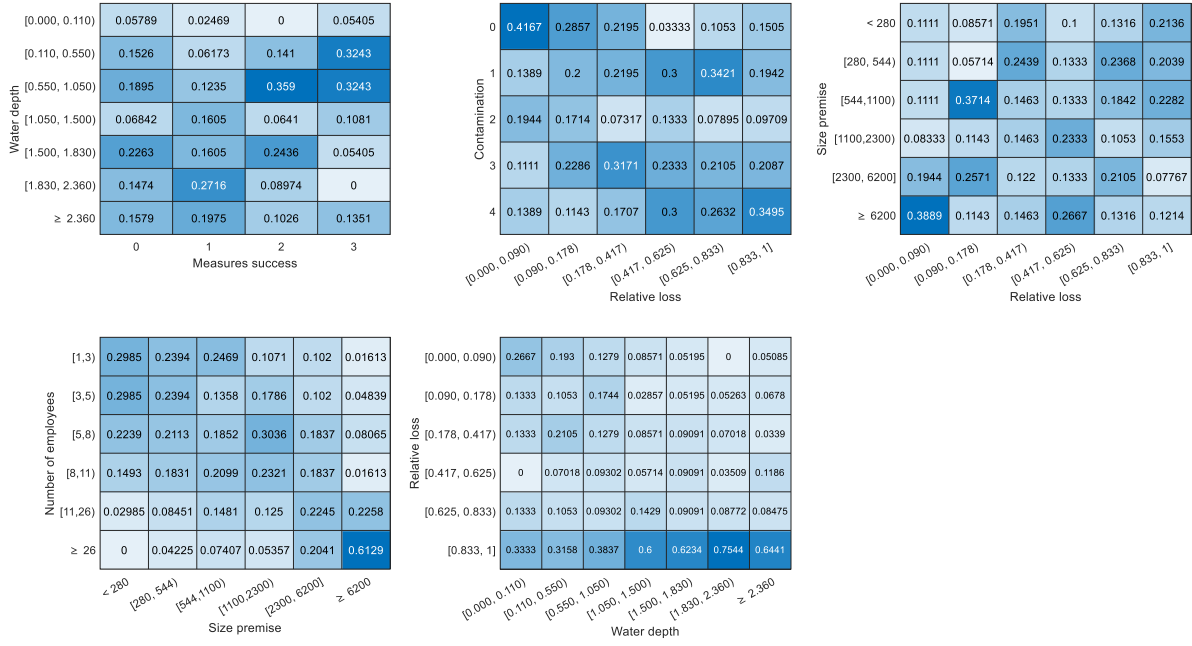 Water depth
[0.000, 0.110) 0.05789 0.02469 0 0.05405
[0.110, 0.550) 0.1526 0.06173 0.141 0.3243
[0.550, 1.050) 0.1895 0.1235 0.359 0.3243
[1.050, 1.500) 0.06842 0.1605 0.0641 0.1081
[1.500, 1.830) 0.2263 0.1605 0.2436 0.05405
[1.830, 2.360) 0.1474 0.2716 0.08974 0
≥ 2.360 0.1579 0.1975 0.1026 0.1351
0 1 2 3
Measures success
Contamination
0 0.4167 0.2857 0.2195 0.03333 0.1053 0.1505
1 0.1389 0.2 0.2195 0.3 0.3421 0.1942
2 0.1944 0.1714 0.07317 0.1333 0.07895 0.09709
3 0.1111 0.2286 0.3171 0.2333 0.2105 0.2087
4 0.1389 0.1143 0.1707 0.3 0.2632 0.3495
[0.000, 0.090) [0.090, 0.178) [0.178, 0.417) [0.417, 0.625) [0.625, 0.833) [0.833, 1]
Relative loss
Size premise
< 280 0.1111 0.08571 0.1951 0.1 0.1316 0.2136
[280, 544) 0.1111 0.05714 0.2439 0.1333 0.2368 0.2039
[544,1100) 0.1111 0.3714 0.1463 0.1333 0.1842 0.2282
[1100,2300) 0.08333 0.1143 0.1463 0.2333 0.1053 0.1553
[2300, 6200] 0.1944 0.2571 0.122 0.1333 0.2105 0.07767
≥ 6200 0.3889 0.1143 0.1463 0.2667 0.1316 0.1214
[0.000, 0.090) [0.090, 0.178) [0.178, 0.417) [0.417, 0.625) [0.625, 0.833) [0.833, 1]
Relative loss
Number of employees
[1,3) 0.2985 0.2394 0.2469 0.1071 0.102 0.01613
[3,5) 0.2985 0.2394 0.1358 0.1786 0.102 0.04839
[5,8) 0.2239 0.2113 0.1852 0.3036 0.1837 0.08065
[8,11) 0.1493 0.1831 0.2099 0.2321 0.1837 0.01613
[11,26) 0.02985 0.08451 0.1481 0.125 0.2245 0.2258
≥ 26 0 0.04225 0.07407 0.05357 0.2041 0.6129
< 280 [280, 544) [544,1100) [1100,2300) [2300, 6200] ≥ 6200
Size premise
Relative loss
[0.000, 0.090) 0.2667 0.193 0.1279 0.08571 0.05195 0 0.05085
[0.090, 0.178) 0.1333 0.1053 0.1744 0.02857 0.05195 0.05263 0.0678
[0.178, 0.417) 0.1333 0.2105 0.1279 0.08571 0.09091 0.07018 0.0339
[0.417, 0.625) 0 0.07018 0.09302 0.05714 0.09091 0.03509 0.1186
[0.625, 0.833) 0.1333 0.1053 0.09302 0.1429 0.09091 0.08772 0.08475
[0.833, 1] 0.3333 0.3158 0.3837 0.6 0.6234 0.7544 0.6441
[0.000, 0.110) [0.110, 0.550) [0.550, 1.050) [1.050, 1.500) [1.500, 1.830) [1.830, 2.360) ≥ 2.360
Water depth